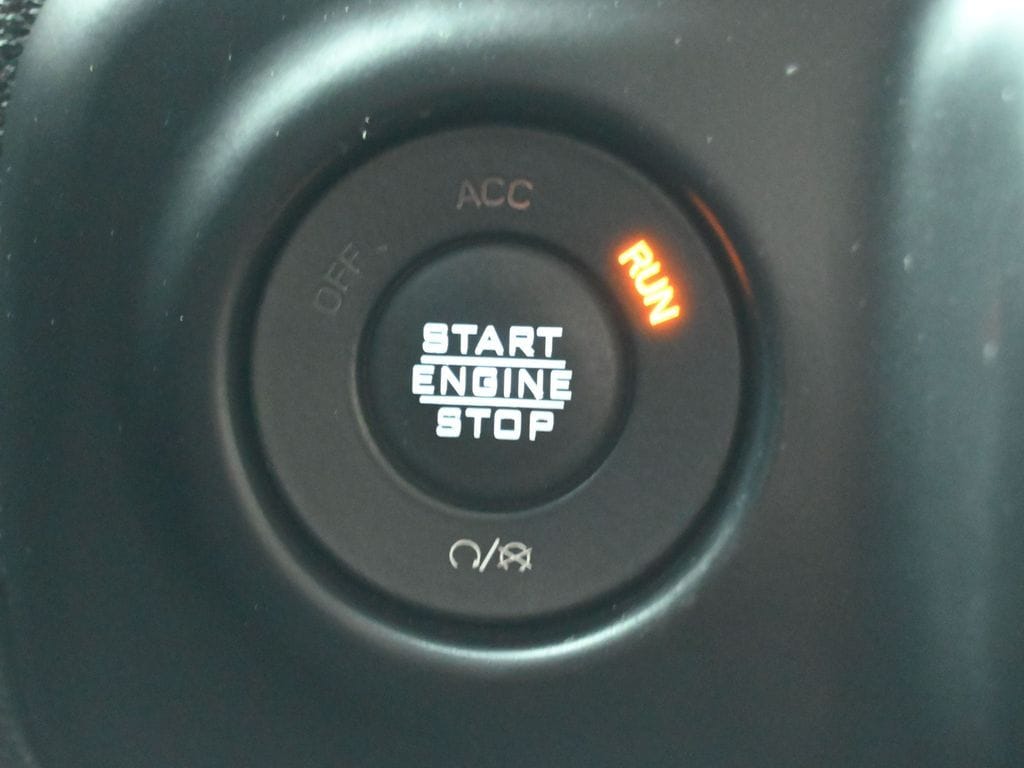 ACC
OFF
RUN
START
ENGINE
STOP